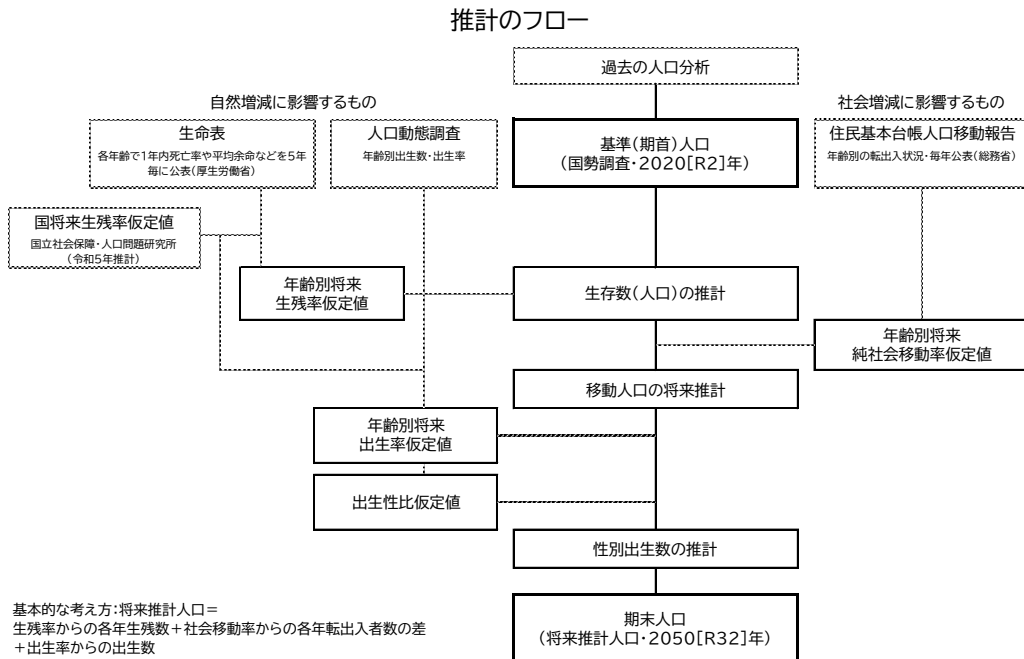 推計のフロー
過去の人口分析
自然増減に影響するもの
社会増減に影響するもの
生命表
各年齢で1年内死亡率や平均余命などを5年
毎に公表(厚生労働省)
人口動態調査
年齢別出生数・出生率
基準(期首)人口
(国勢調査・2020[R2]年)
住民基本台帳人口移動報告
年齢別の転出入状況・毎年公表(総務省)
国将来生残率仮定値
国立社会保障・人口問題研究所
(令和5年推計)
年齢別将来
生残率仮定値
生存数(人口)の推計
年齢別将来
純社会移動率仮定値
移動人口の将来推計
年齢別将来
出生率仮定値
出生性比仮定値
性別出生数の推計
期末人口
(将来推計人口・2050[R32]年)
基本的な考え方:将来推計人口=
生残率からの各年生残数+社会移動率からの各年転出入者数の差
+出生率からの出生数